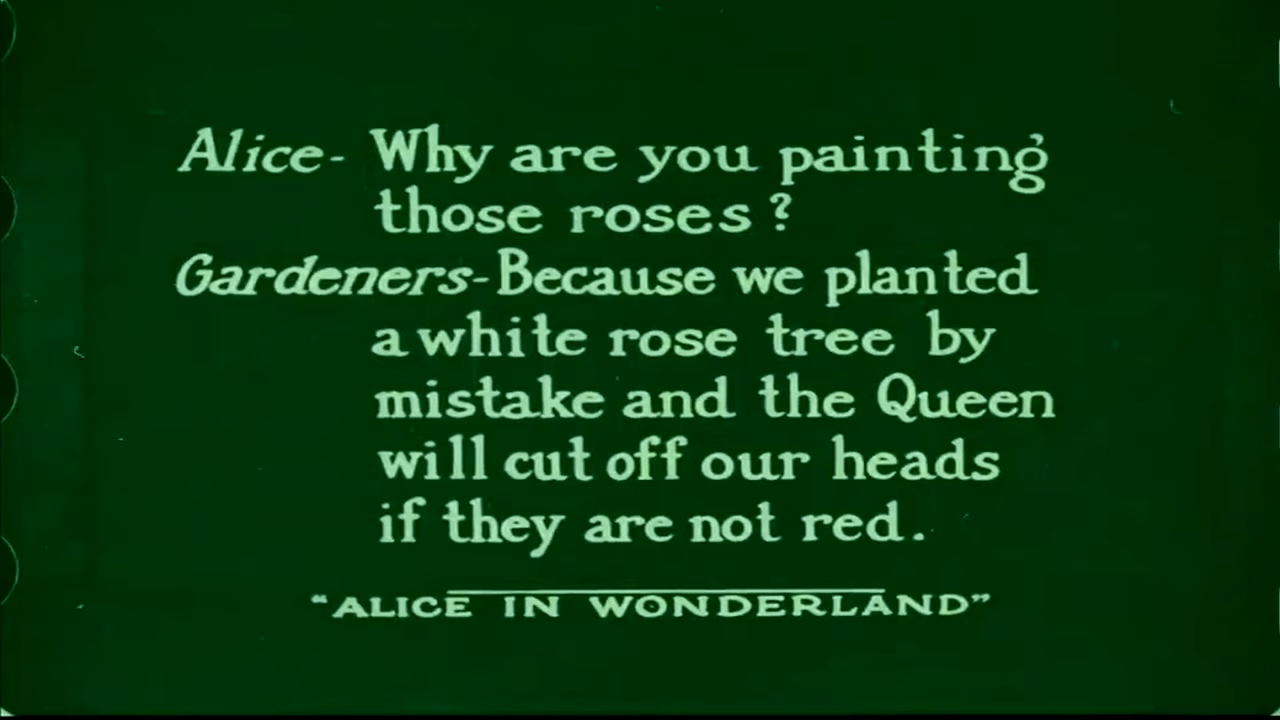 Alice- Why are you painting
those roses?
Gardeners- Because we planted
a white rose tree by
mistake and the Queen
will cut off our heads
if they are not red.
"ALICE IN WONDERLAND"